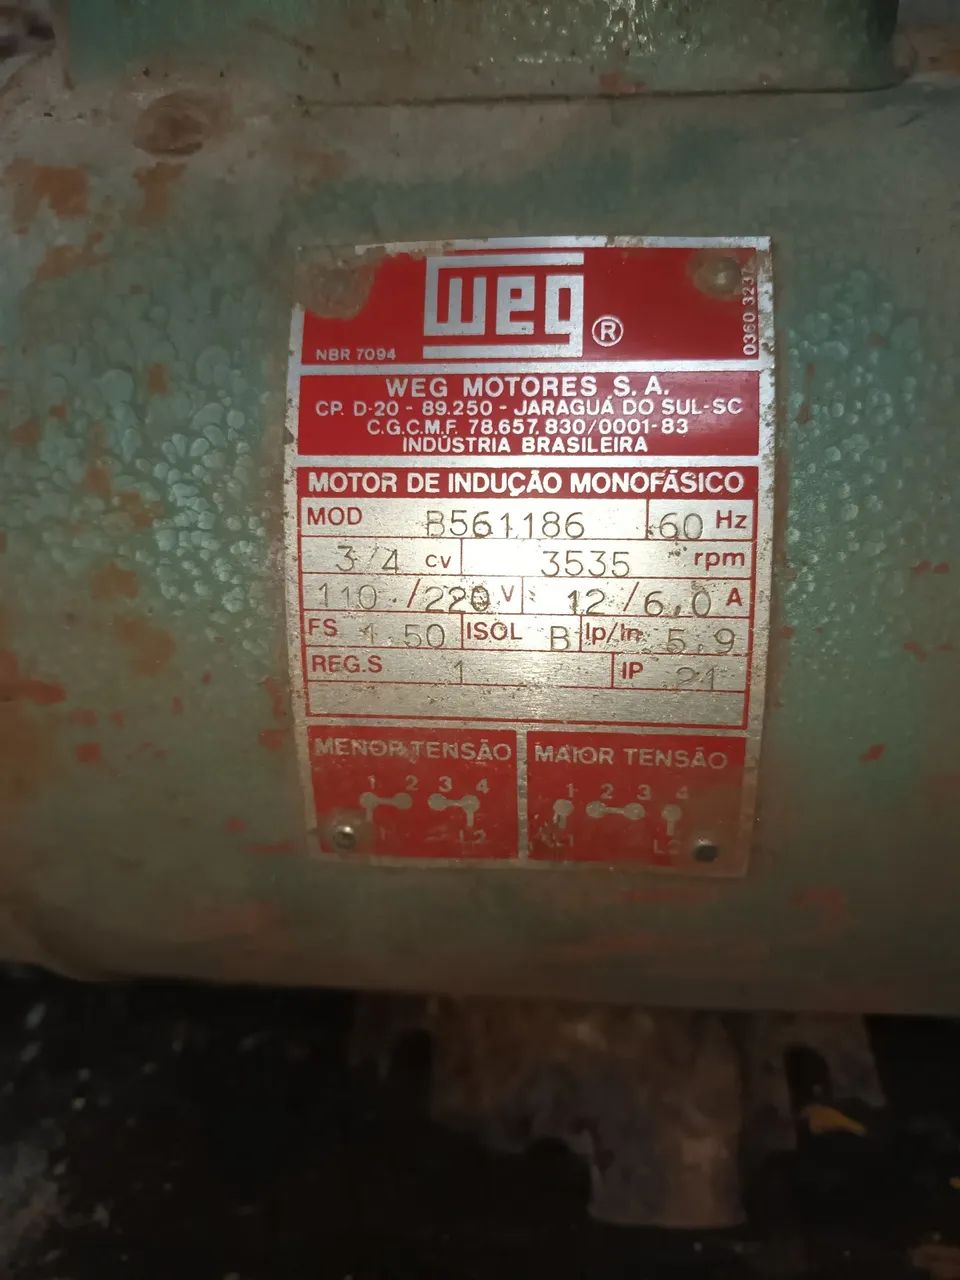 weg ®
NBR 7094
0360 3237
WEG MOTORES S.A.
CP. D-20 - 89.250 - JARAGUÁ DO SUL-SC
C.G.C.M.F. 78.657.830/0001-83
INDÚSTRIA BRASILEIRA
MOTOR DE INDUÇÃO MONOFÁSICO
MOD B561186 60 Hz
3/4 cv 3535 rpm
110 /220 V 12/6,0 A
FS 1.50 ISOL B Ip/In 5,9
REG.S 1 IP 21
MENOR TENSÃO MAIOR TENSÃO
1 2 3 4 1 2 3 4
L2 L1